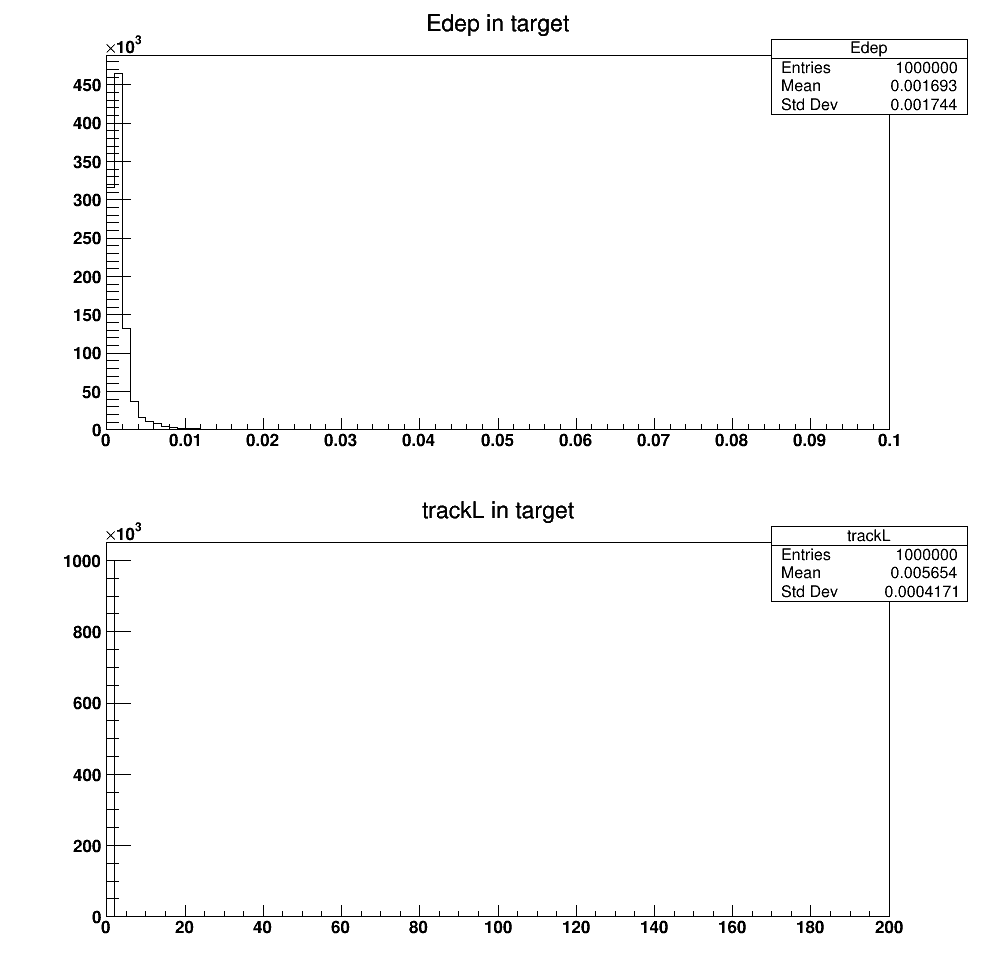 Edep in target
×10³
Edep
Entries 1000000
Mean 0.001693
Std Dev 0.001744
450
400
350
300
250
200
150
100
50
0
0 0.01 0.02 0.03 0.04 0.05 0.06 0.07 0.08 0.09 0.1
trackL in target
×10³
trackL
Entries 1000000
Mean 0.005654
Std Dev 0.0004171
1000
800
600
400
200
0
0 20 40 60 80 100 120 140 160 180 200